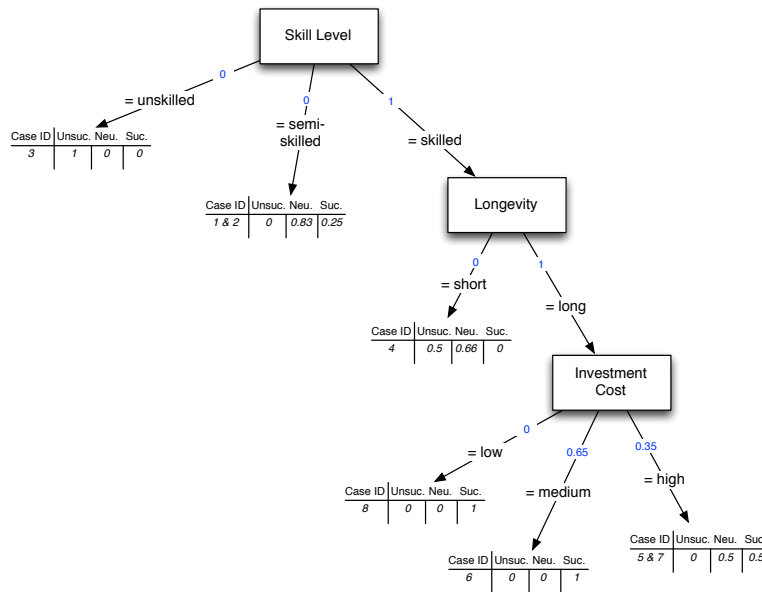 Skill Level
0
0
1
= unskilled
= semi-
skilled
= skilled
Case ID Unsuc. Neu. Suc.
3 1 0 0
Case ID Unsuc. Neu. Suc.
1 & 2 0 0.83 0.25
Longevity
0
1
= short
= long
Case ID Unsuc. Neu. Suc.
4 0.5 0.66 0
Investment
Cost
0
0.65
0.35
= low
= medium
= high
Case ID Unsuc. Neu. Suc.
8 0 0 1
Case ID Unsuc. Neu. Suc.
6 0 0 1
Case ID Unsuc. Neu. Suc
5 & 7 0 0.5 0.5